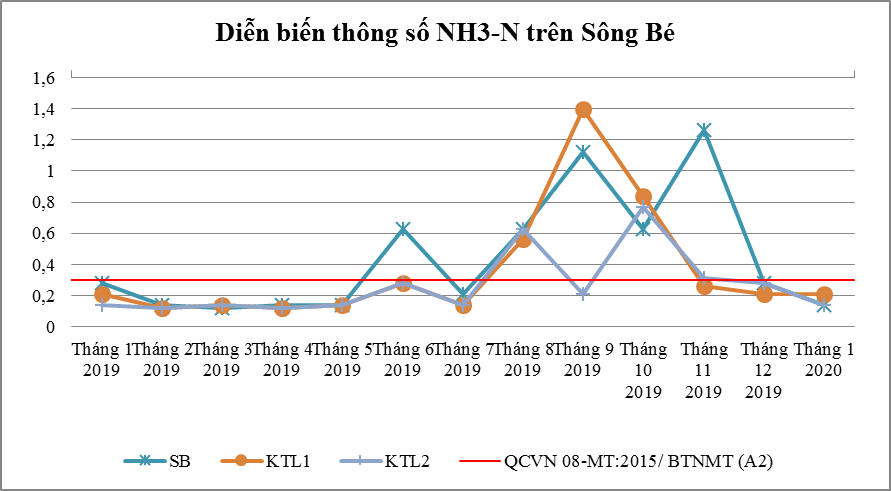 Diễn biến thông số NH3-N trên Sông Bé
1,6
1,4
1,2
1
0,8
0,6
0,4
0,2
0
Tháng 1 2019
Tháng 2 2019
Tháng 3 2019
Tháng 4 2019
Tháng 5 2019
Tháng 6 2019
Tháng 7 2019
Tháng 8 2019
Tháng 9 2019
Tháng 10 2019
Tháng 11 2019
Tháng 12 2019
Tháng 1 2020
SB
KTL1
KTL2
QCVN 08-MT:2015/ BTNMT (A2)